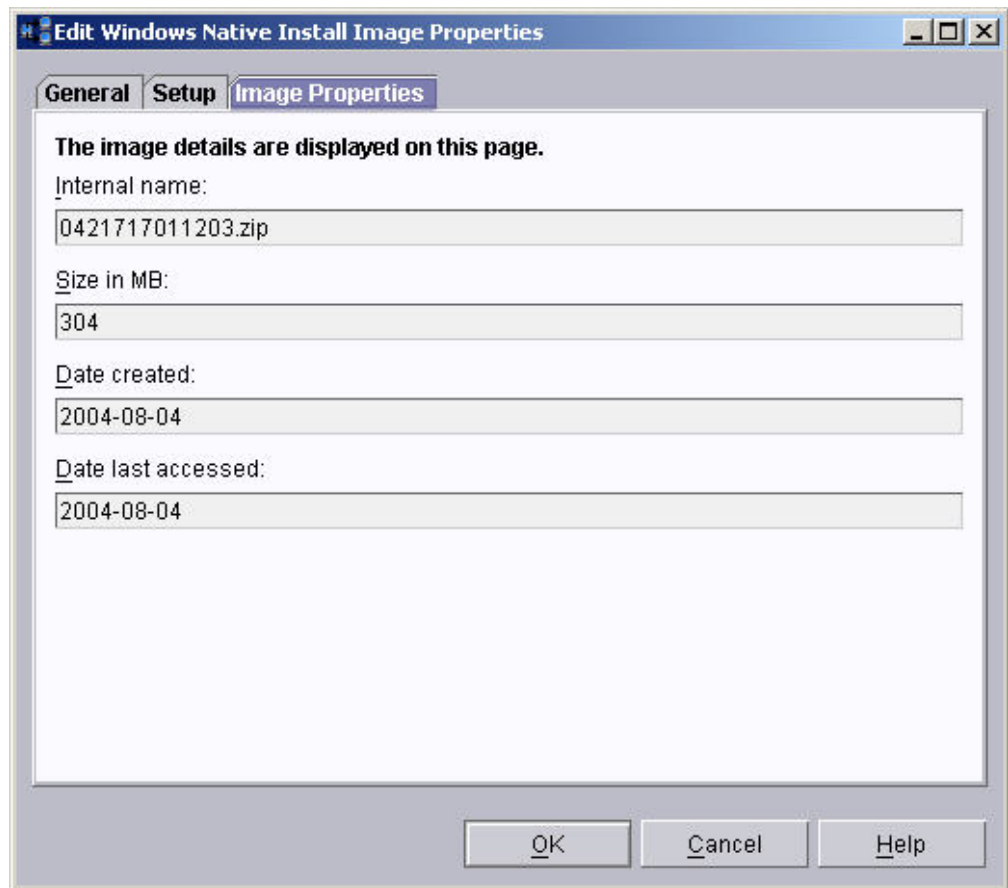 Edit Windows Native Install Image Properties
General Setup Image Properties
The image details are displayed on this page.
Internal name:
0421717011203.zip
Size in MB:
304
Date created:
2004-08-04
Date last accessed:
2004-08-04
OK Cancel Help